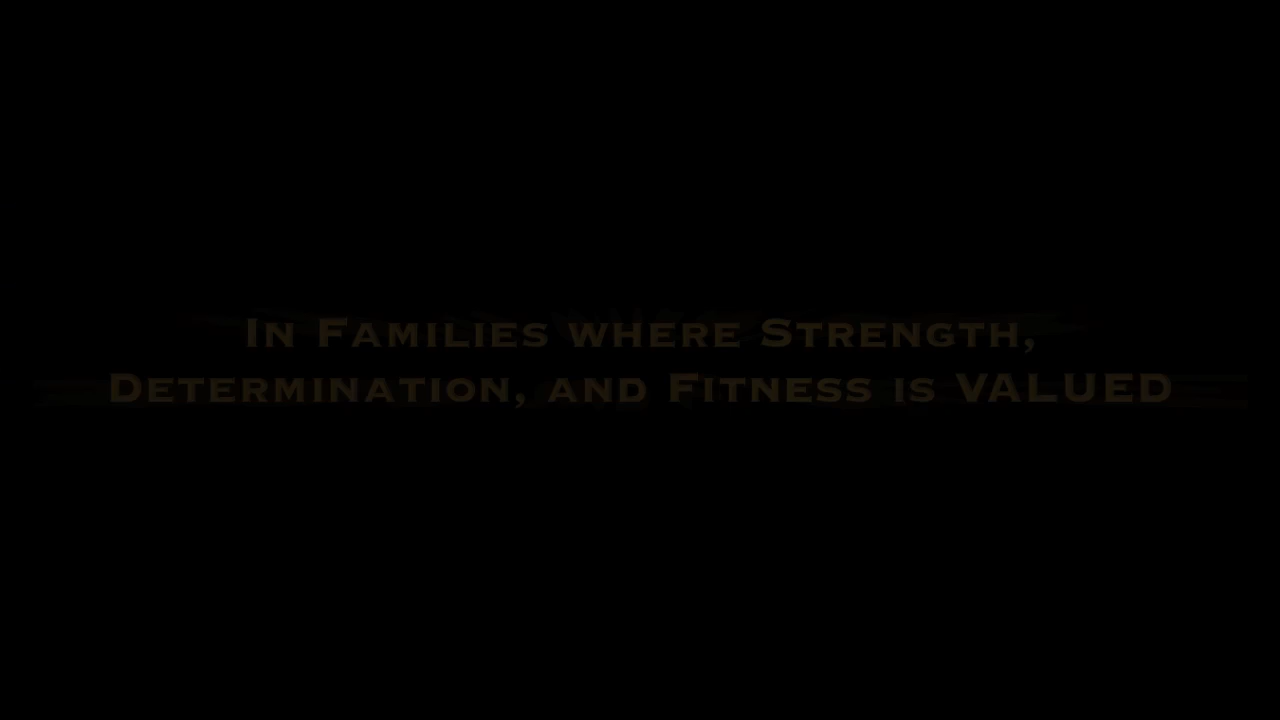 In Families where Strength,
Determination, and Fitness is VALUED